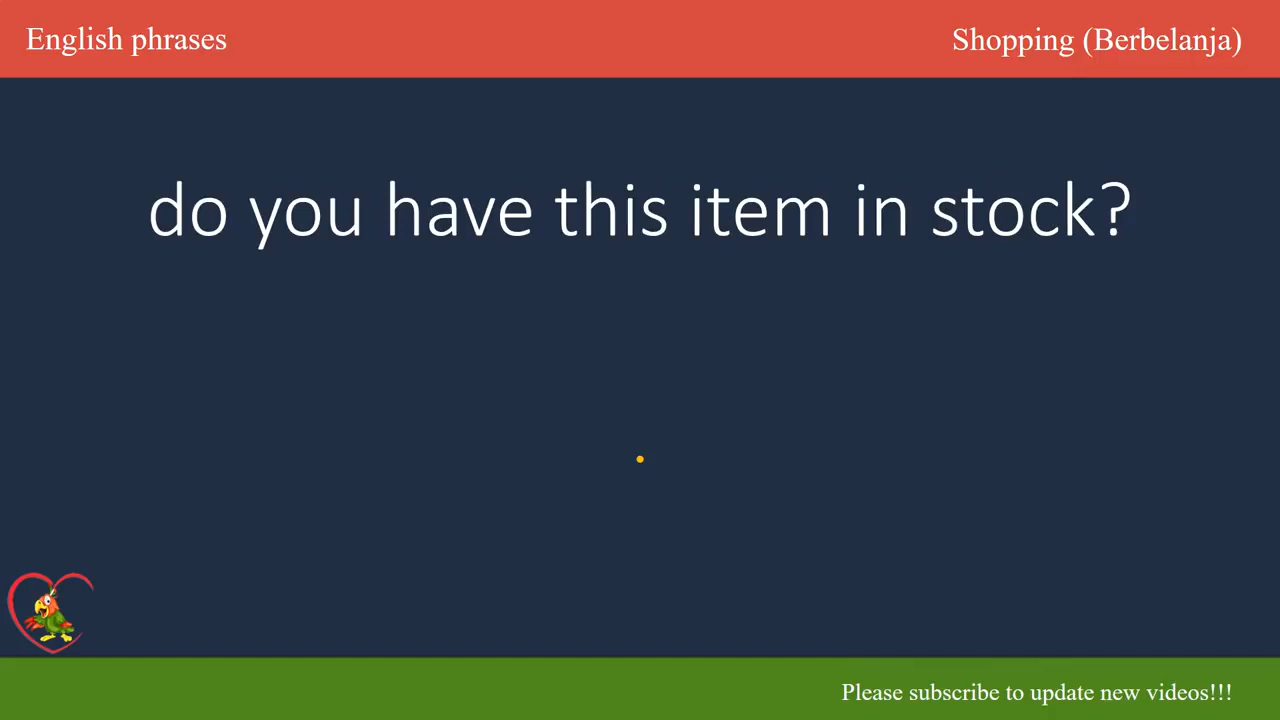 English phrases
Shopping (Berbelanja)
do you have this item in stock?
Please subscribe to update new videos!!!